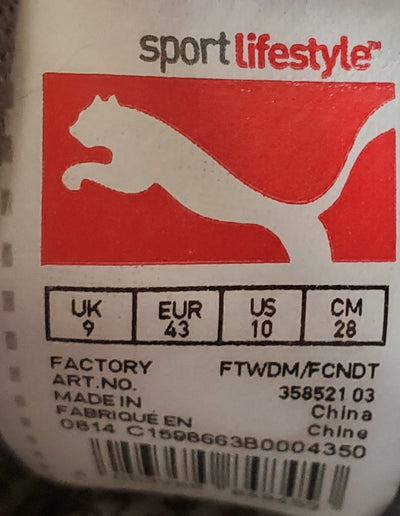 sport lifestyle™
UK EUR US CM
9 43 10 28
FACTORY FTWDM/FCNDT
ART.NO. 358521 03
MADE IN China
FABRIQUÉ EN Chine
0814 C1598663B0004350